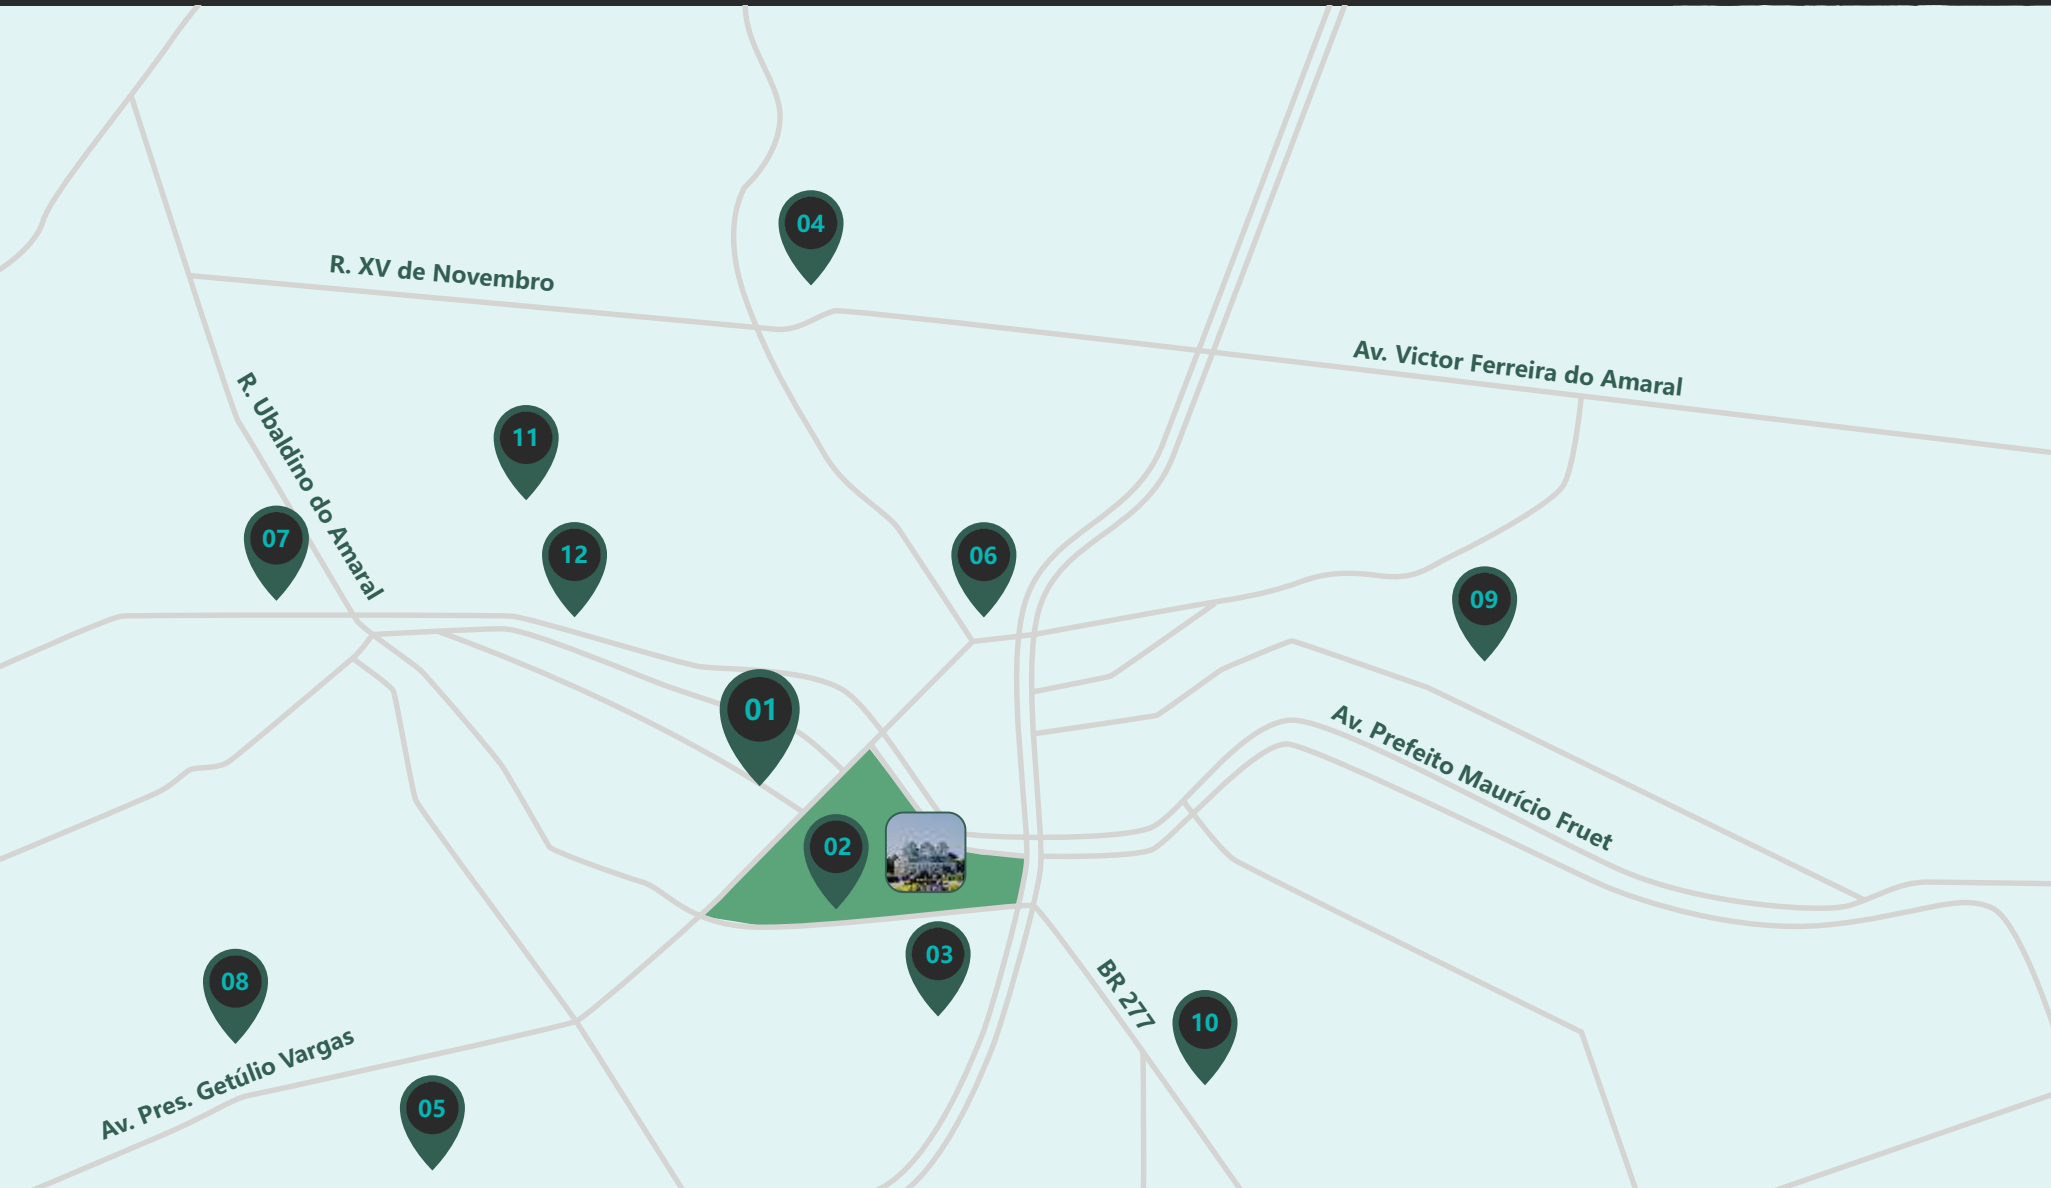 04
R. XV de Novembro
Av. Victor Ferreira do Amaral
R. Ubaldino do Amaral
11
07
12
06
09
01
Av. Prefeito Maurício Fruet
02
03
BR 277
08
10
Av. Pres. Getúlio Vargas
05